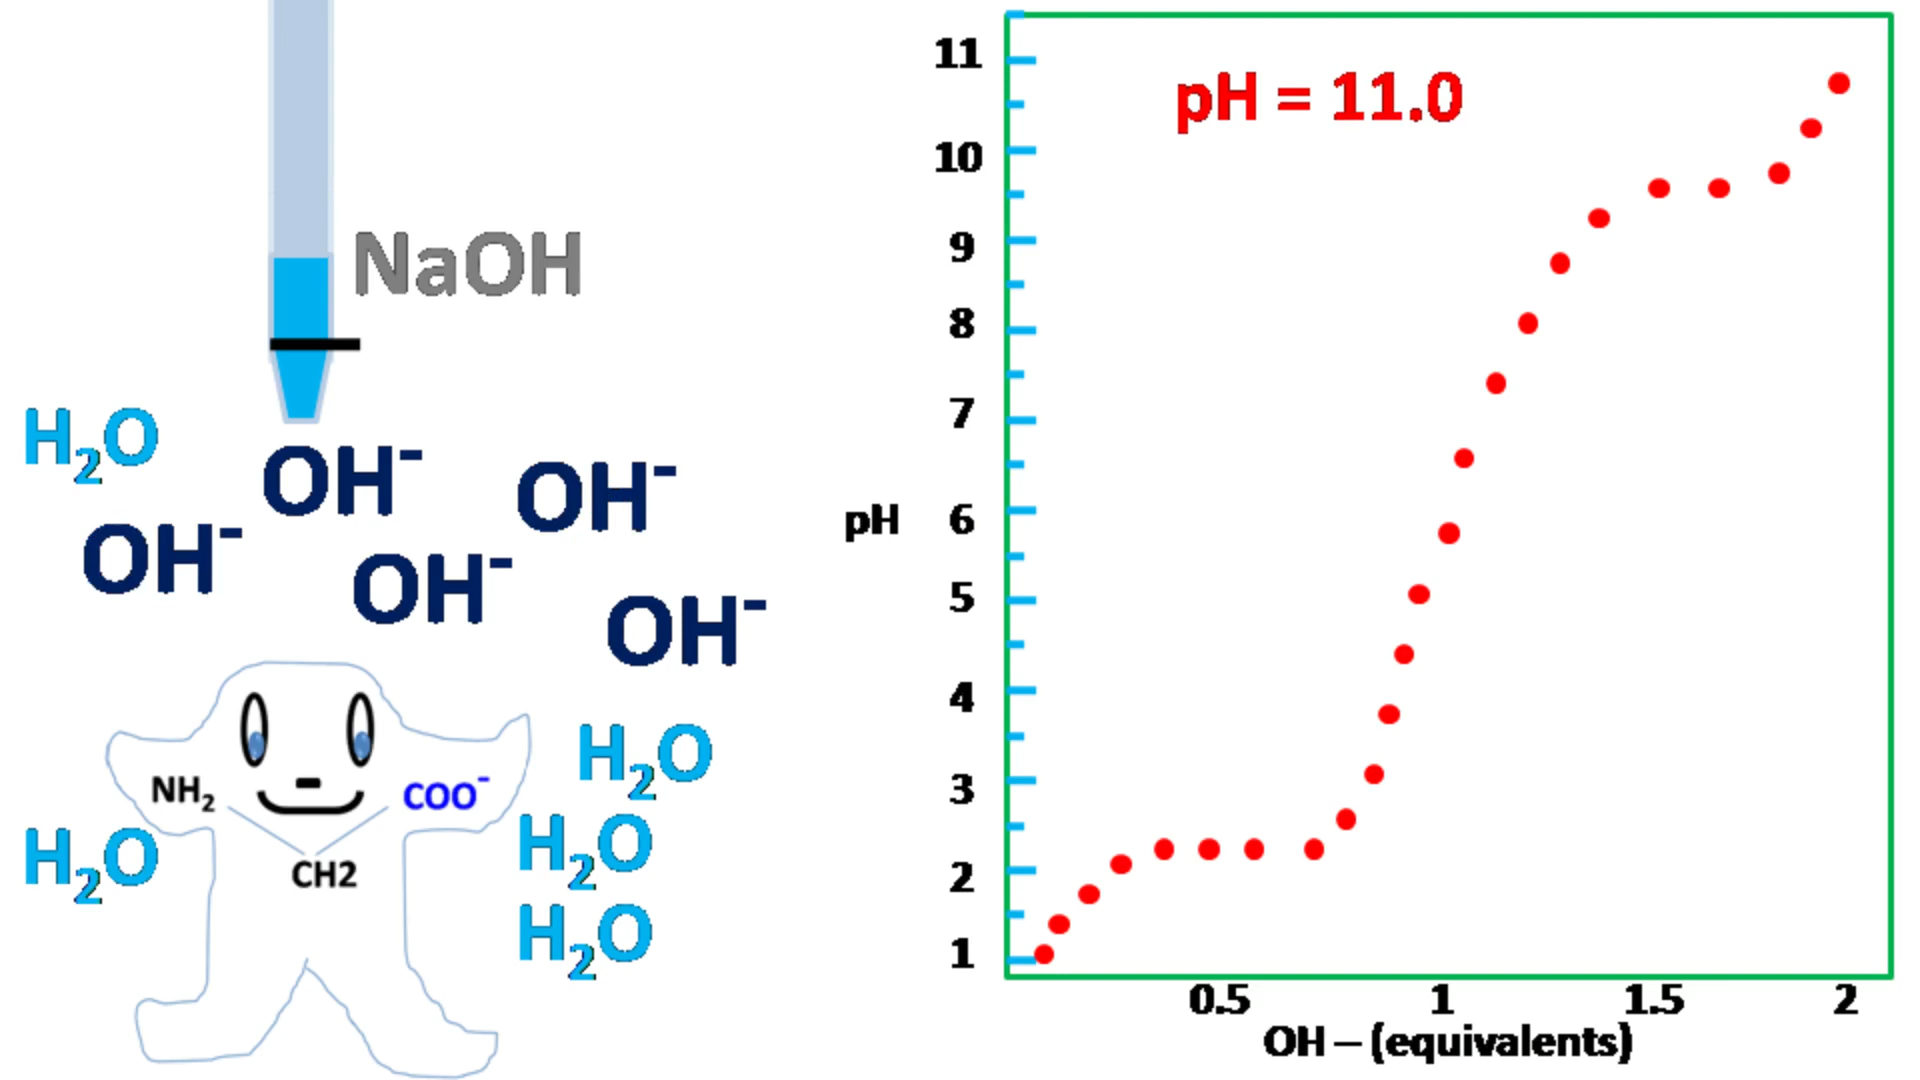 NaOH
H₂O
OH⁻
OH⁻
OH⁻
OH⁻
OH⁻
NH₂
COO⁻
CH2
H₂O
H₂O
H₂O
H₂O
pH = 11.0
11
10
9
8
7
pH
6
5
4
3
2
1
0.5 1 1.5 2
OH – (equivalents)